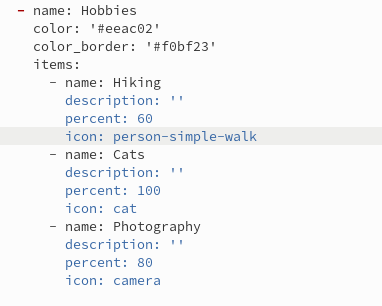 - name: Hobbies
  color: '#eeac02'
  color_border: '#f0bf23'
  items:
    - name: Hiking
      description: ''
      percent: 60
      icon: person-simple-walk
    - name: Cats
      description: ''
      percent: 100
      icon: cat
    - name: Photography
      description: ''
      percent: 80
      icon: camera